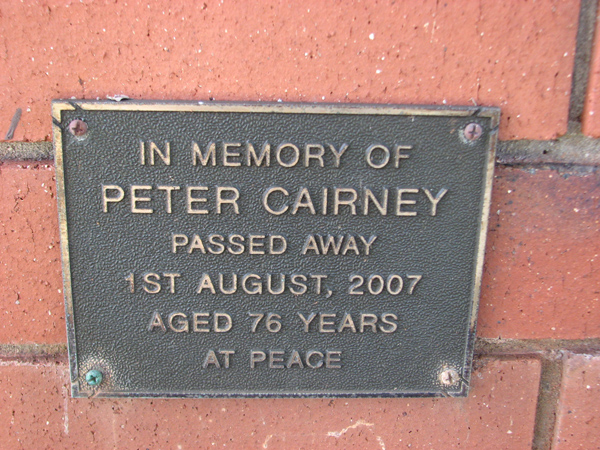 IN MEMORY OF
PETER CAIRNEY
PASSED AWAY
1ST AUGUST, 2007
AGED 76 YEARS
AT PEACE